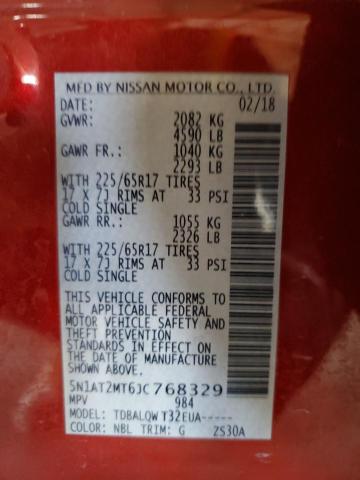 MFD BY NISSAN MOTOR CO., LTD.
DATE: 02/18
GVWR: 2082 KG
4590 LB
GAWR FR.: 1040 KG
2293 LB
WITH 225/65R17 TIRES
17 X 7J RIMS AT 33 PSI
COLD SINGLE
GAWR RR.: 1055 KG
2326 LB
WITH 225/65R17 TIRES
17 X 7J RIMS AT 33 PSI
COLD SINGLE
THIS VEHICLE CONFORMS TO
ALL APPLICABLE FEDERAL
MOTOR VEHICLE SAFETY AND
THEFT PREVENTION
STANDARDS IN EFFECT ON
THE DATE OF MANUFACTURE
SHOWN ABOVE.
5N1AT2MT6JC768329
MPV 984
MODEL: TDBALQW T32EUA-----
COLOR: NBL TRIM: G 2S30A